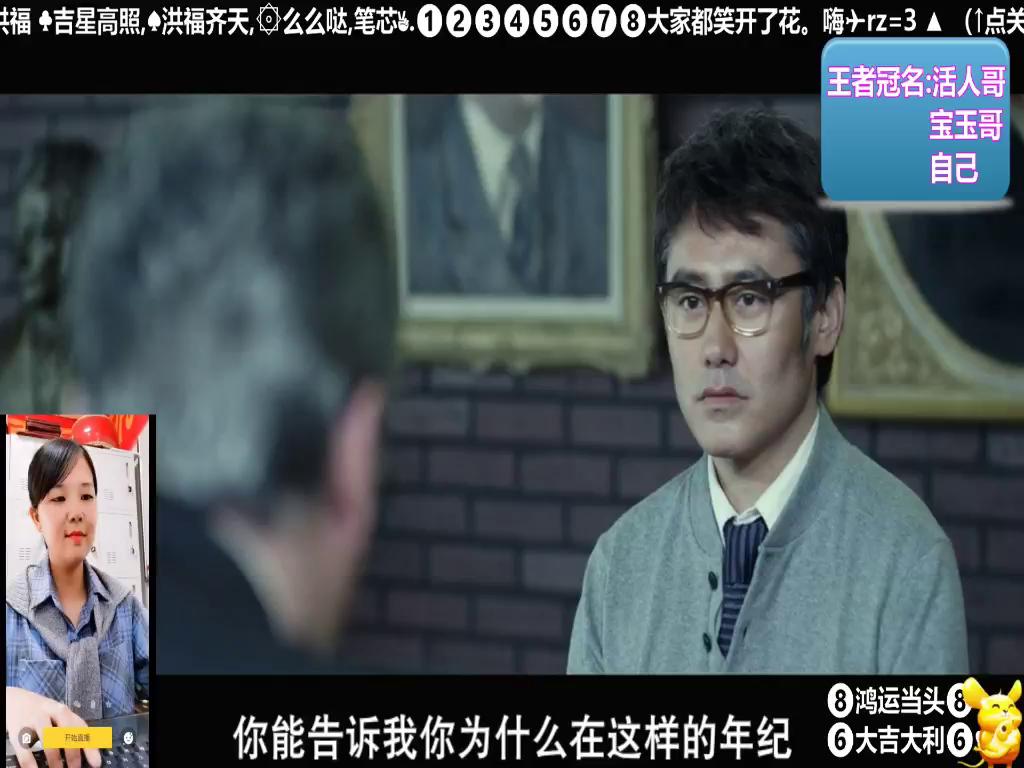 洪福 ♣吉星高照,♠洪福齐天,۞么么哒,笔芯✌.❶❷❸❹❺❻❼❽大家都笑开了花。嗨✈rz=3 ▲ (↑点关
王者冠名:活人哥
宝玉哥
自己
开始直播
❽鸿运当头❽
❻大吉大利❻
你能告诉我你为什么在这样的年纪